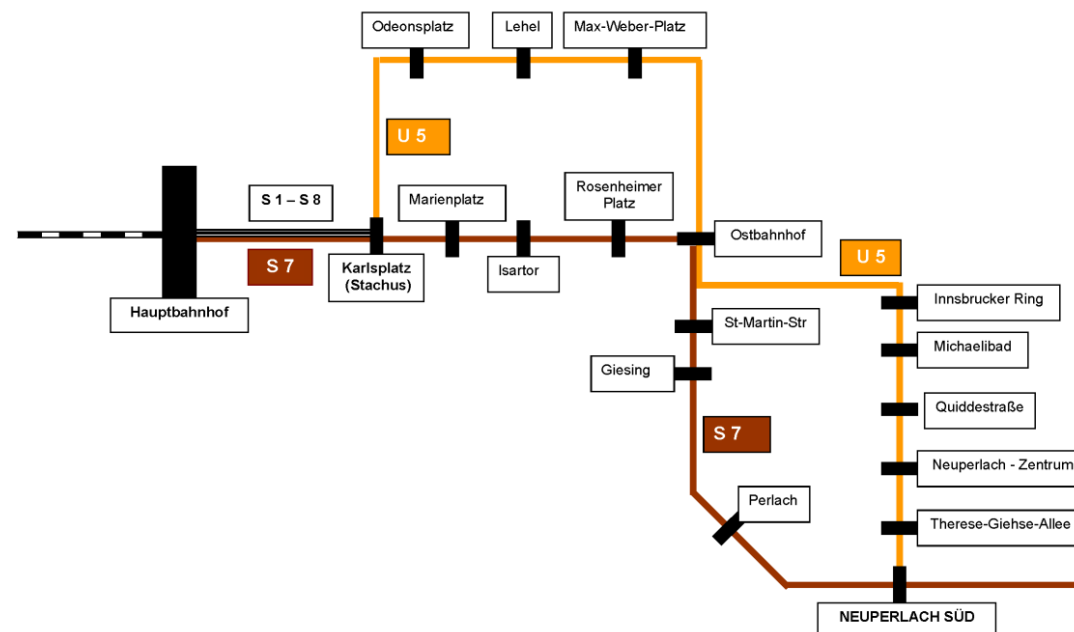 Odeonsplatz
Lehel
Max-Weber-Platz
U 5
S 1 – S 8
Marienplatz
Rosenheimer
Platz
Ostbahnhof
S 7
Karlsplatz
(Stachus)
Isartor
U 5
Hauptbahnhof
Innsbrucker Ring
St-Martin-Str
Michaelibad
Giesing
Quiddestraße
S 7
Neuperlach - Zentrum
Perlach
Therese-Giehse-Allee
NEUPERLACH SÜD